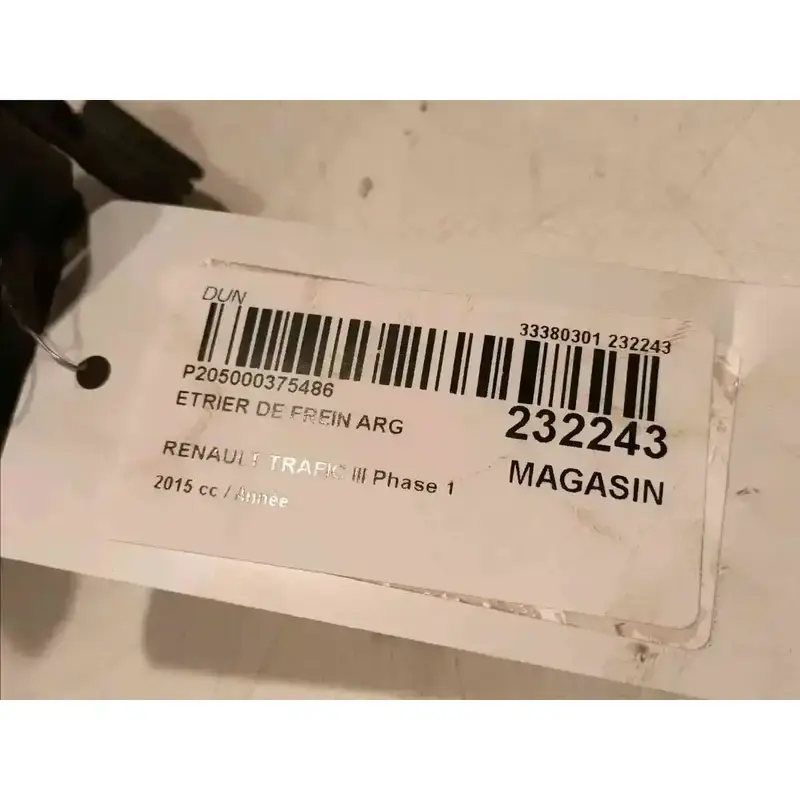 DUN
33380301 232243
P205000375486
ETRIER DE FREIN ARG
232243
RENAULT TRAFIC III Phase 1
MAGASIN
2015 cc / Année